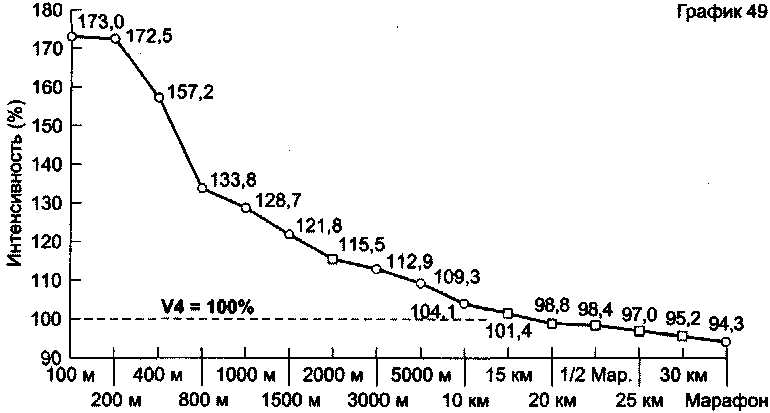 График 49
Интенсивность (%)
180
170
160
150
140
130
120
110
100
90
173,0
172,5
157,2
133,8
128,7
121,8
115,5
112,9
109,3
104,1
101,4
98,8
98,4
97,0
95,2
94,3
V4 = 100%
100 м
400 м
1000 м
2000 м
5000 м
15 км
1/2 Мар.
30 км
200 м
800 м
1500 м
3000 м
10 км
20 км
25 км
Марафон